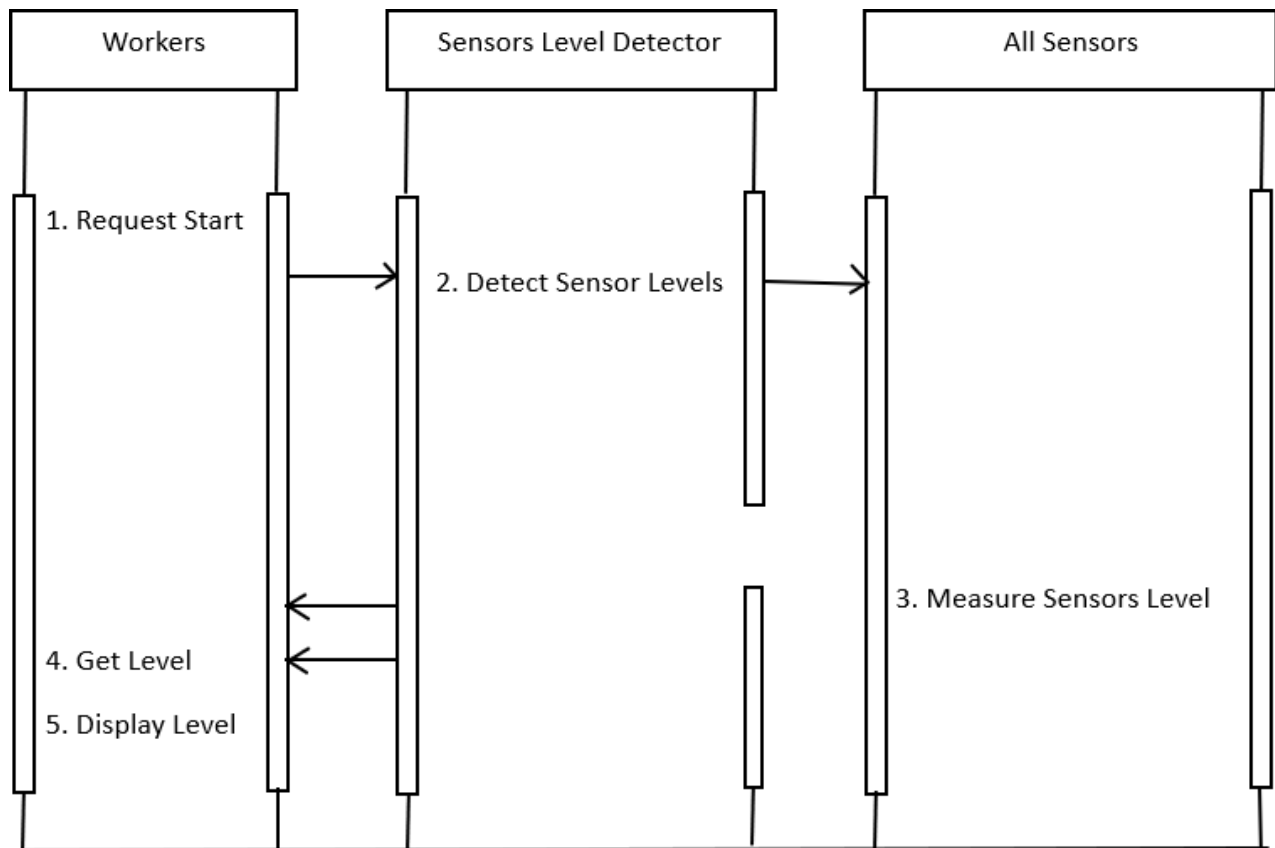 Workers
Sensors Level Detector
All Sensors
1. Request Start
2. Detect Sensor Levels
3. Measure Sensors Level
4. Get Level
5. Display Level